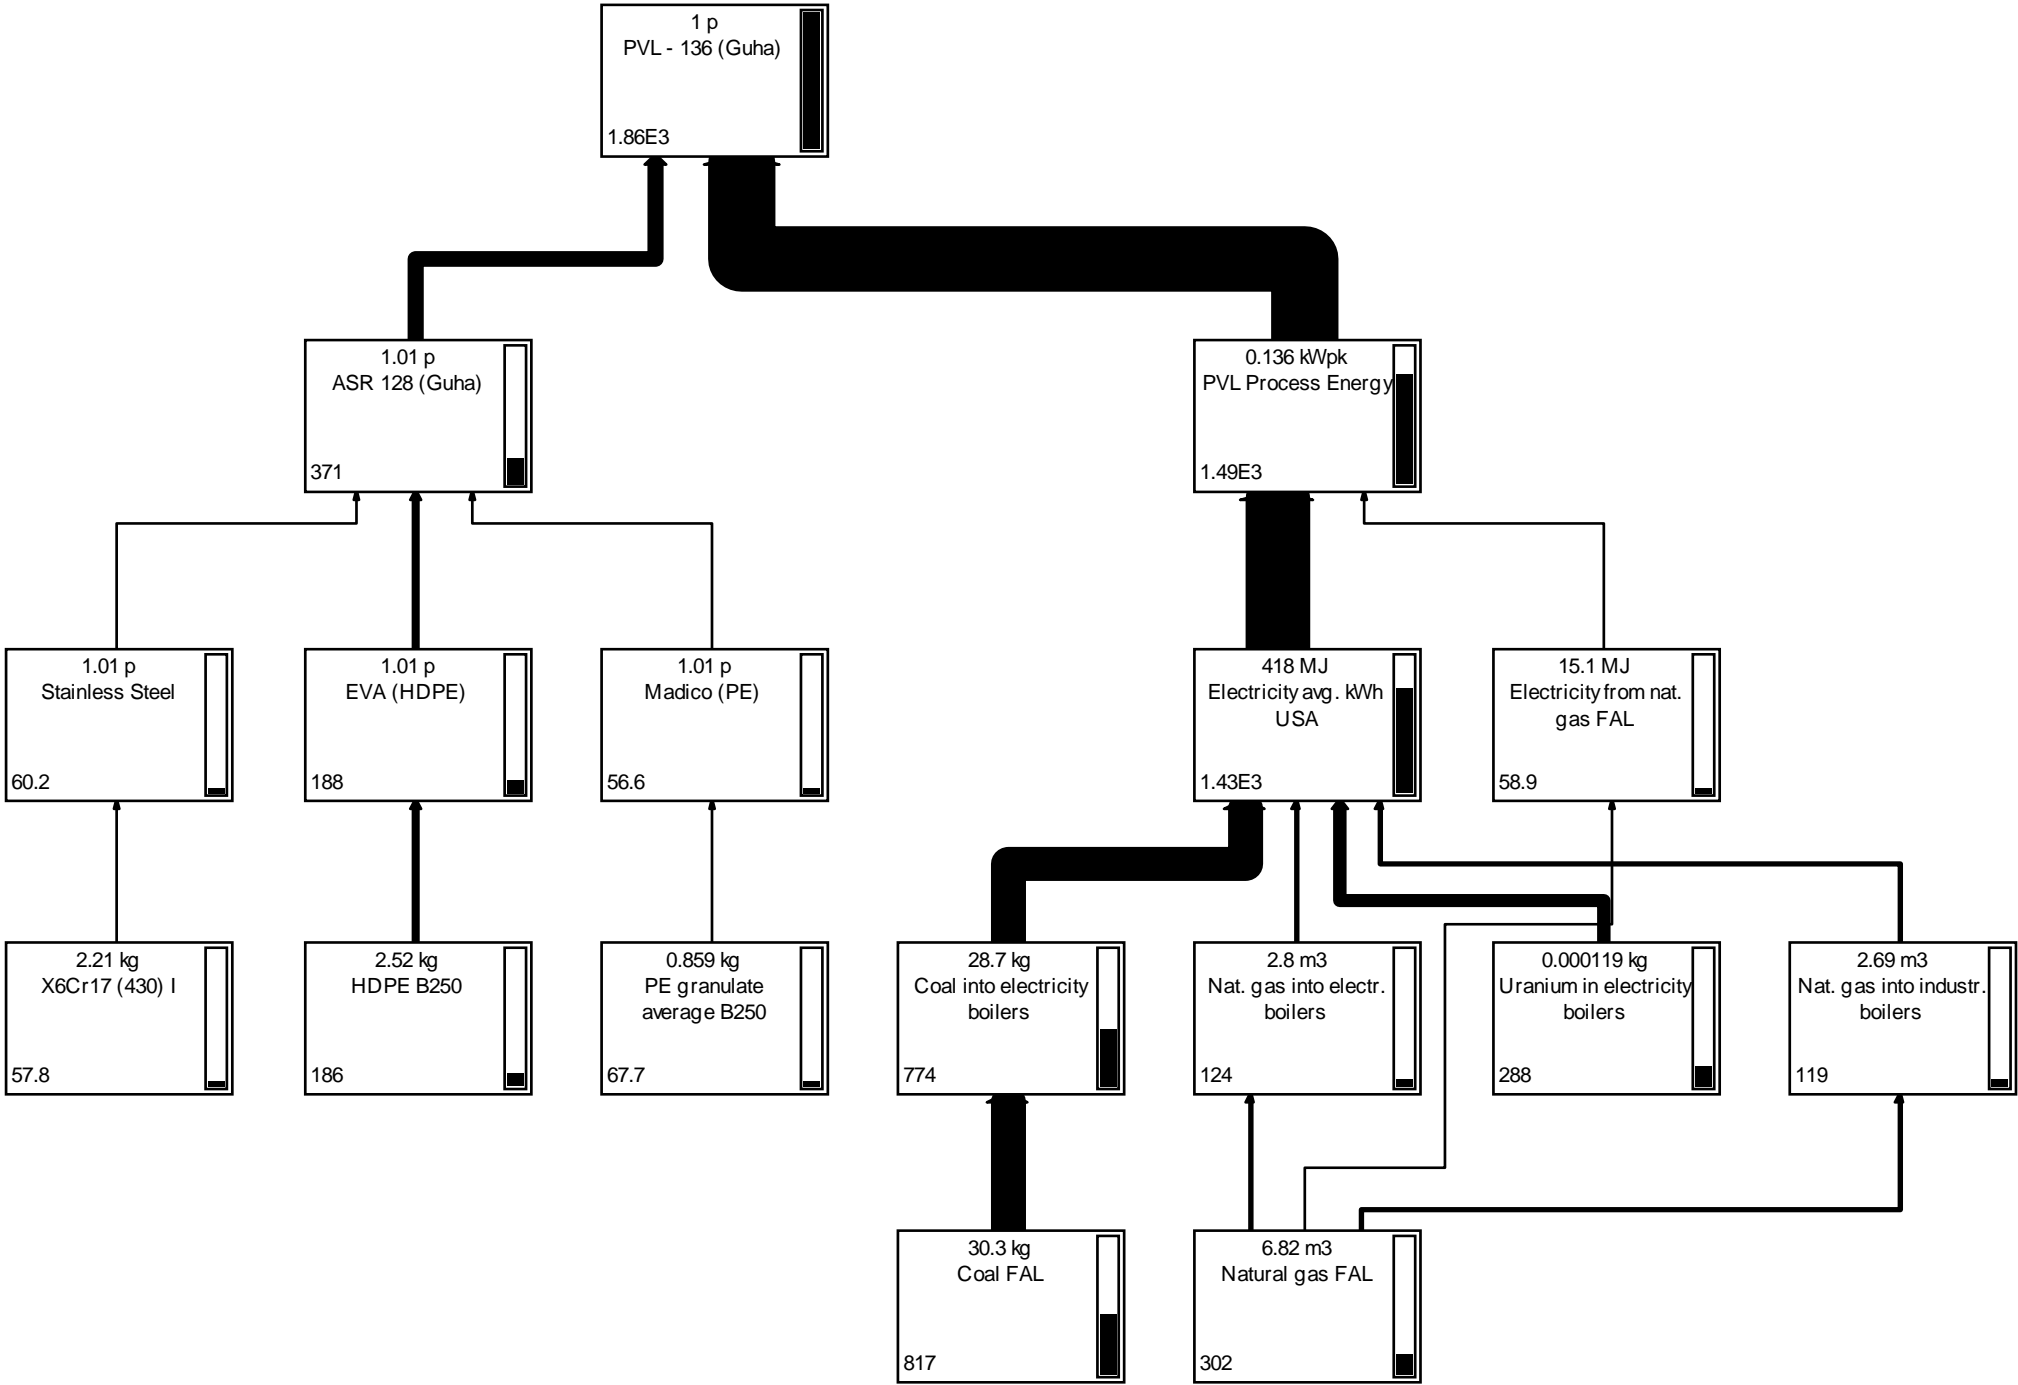 1 p
PVL - 136 (Guha)
1.86E3
1.01 p
ASR 128 (Guha)
371
0.136 kWpk
PVL Process Energy
1.49E3
1.01 p
Stainless Steel
60.2
1.01 p
EVA (HDPE)
188
1.01 p
Madico (PE)
56.6
418 MJ
Electricity avg. kWh
USA
1.43E3
15.1 MJ
Electricity from nat.
gas FAL
58.9
2.21 kg
X6Cr17 (430) I
57.8
2.52 kg
HDPE B250
186
0.859 kg
PE granulate
average B250
67.7
28.7 kg
Coal into electricity
boilers
774
2.8 m3
Nat. gas into electr.
boilers
124
0.000119 kg
Uranium in electricity
boilers
288
2.69 m3
Nat. gas into industr.
boilers
119
30.3 kg
Coal FAL
817
6.82 m3
Natural gas FAL
302